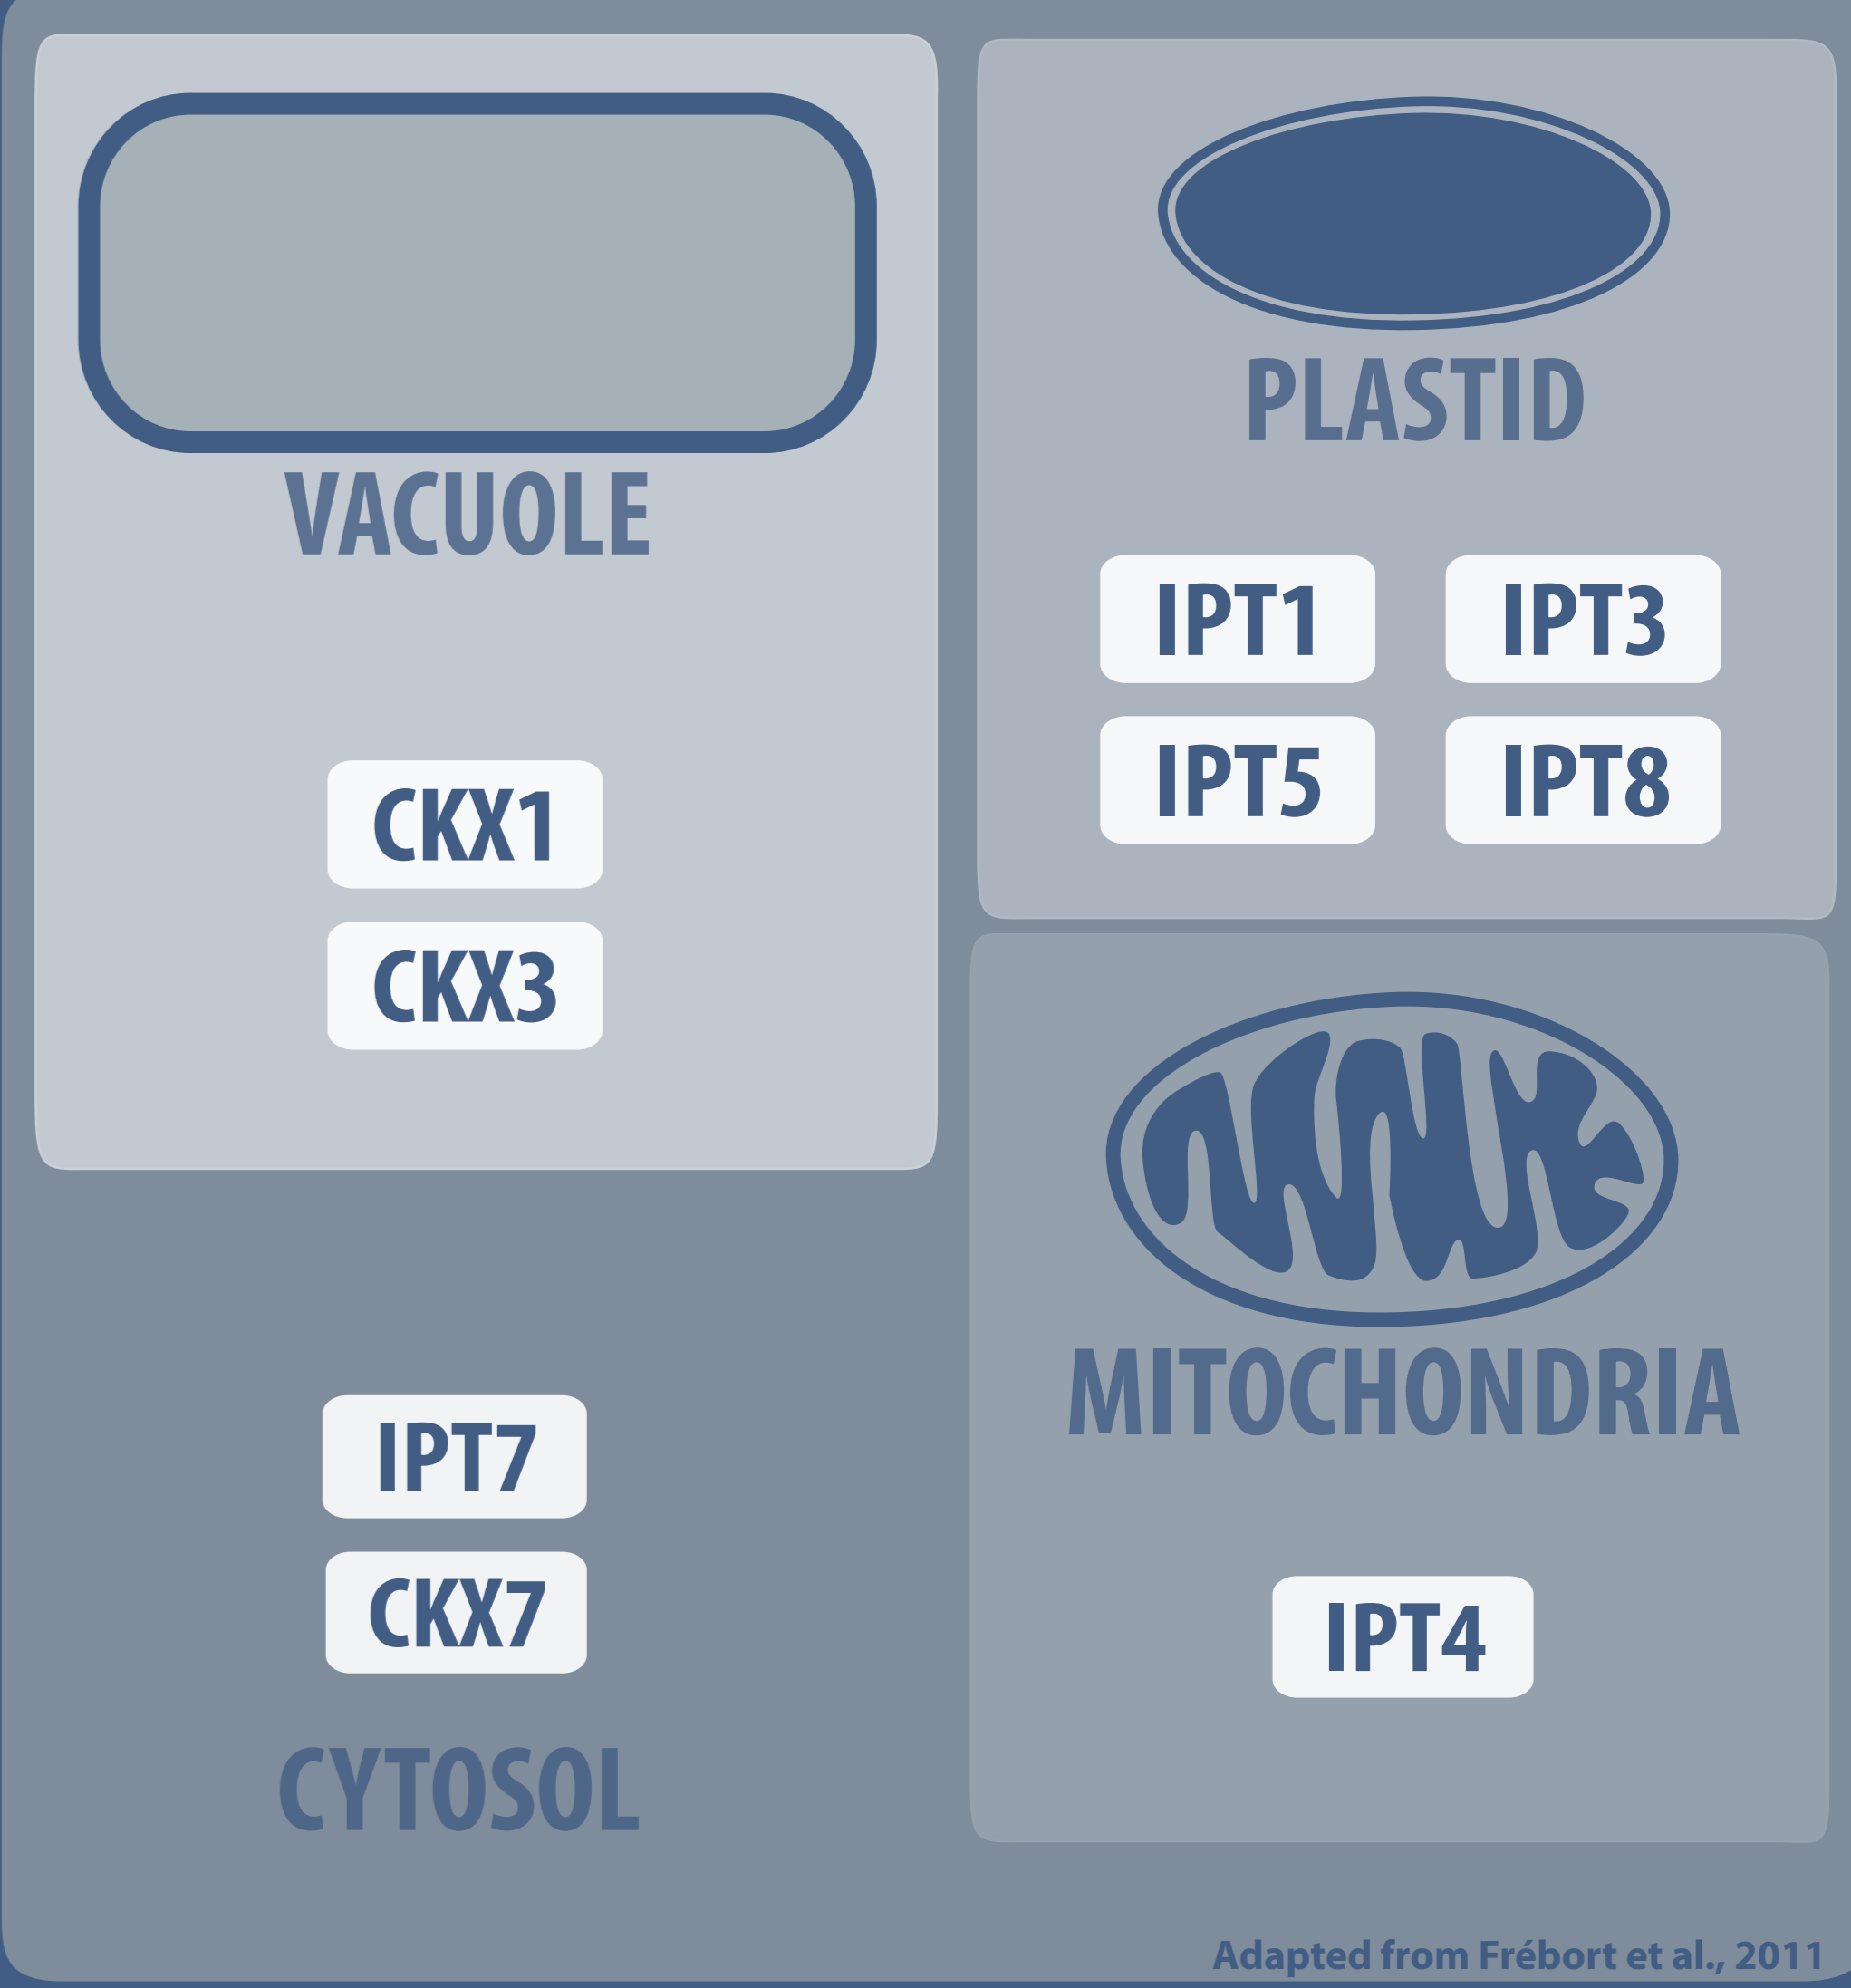 VACUOLE
CKX1
CKX3
PLASTID
IPT1 IPT3
IPT5 IPT8
MITOCHONDRIA
IPT4
IPT7
CKX7
CYTOSOL
Adapted from Frébort et al., 2011